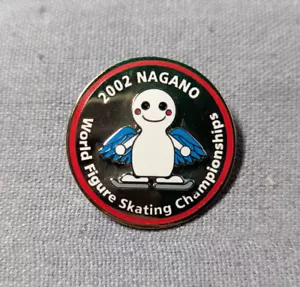 2002 NAGANO
World Figure Skating Championships